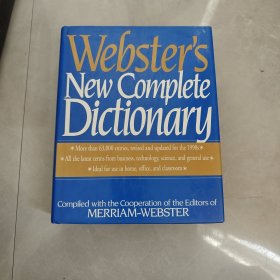 Webster's
New Complete
Dictionary
* More than 63,000 entries, revised and updated for the 1990s *
* All the latest terms from business, technology, science, and general use *
* Ideal for use in home, office, and classroom *
Compiled with the Cooperation of the Editors of
MERRIAM-WEBSTER